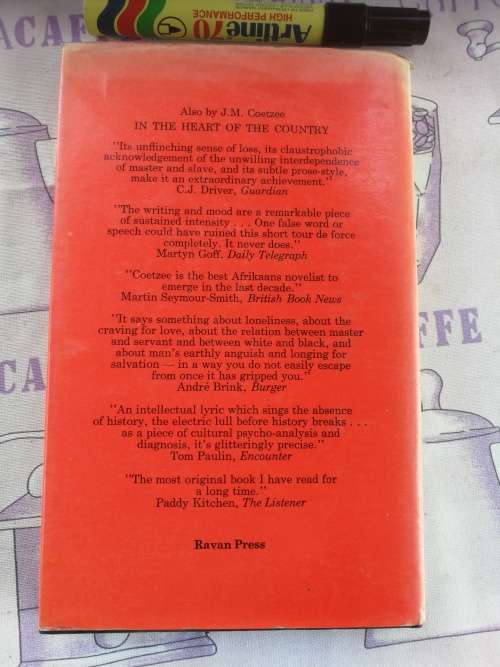 Artline 70
HIGH PERFORMANCE
ACAFE
Also by J.M. Coetzee
IN THE HEART OF THE COUNTRY
"Its unflinching sense of loss, its claustrophobic
acknowledgement of the unwilling interdependence
of master and slave, and its subtle prose-style,
make it an extraordinary achievement."
C.J. Driver, Guardian
"The writing and mood are a remarkable piece
of sustained intensity . . . One false word or
speech could have ruined this short tour de force
completely. It never does."
Martyn Goff, Daily Telegraph
"Coetzee is the best Afrikaans novelist to
emerge in the last decade."
Martin Seymour-Smith, British Book News
"It says something about loneliness, about the
craving for love, about the relation between master
and servant and between white and black, and
about man's earthly anguish and longing for
salvation — in a way you do not easily escape
from once it has gripped you."
André Brink, Burger
"An intellectual lyric which sings the absence
of history, the electric lull before history breaks . . .
as a piece of cultural psycho-analysis and
diagnosis, it's glitteringly precise."
Tom Paulin, Encounter
"The most original book I have read for
a long time."
Paddy Kitchen, The Listener
Ravan Press
FFE
CA